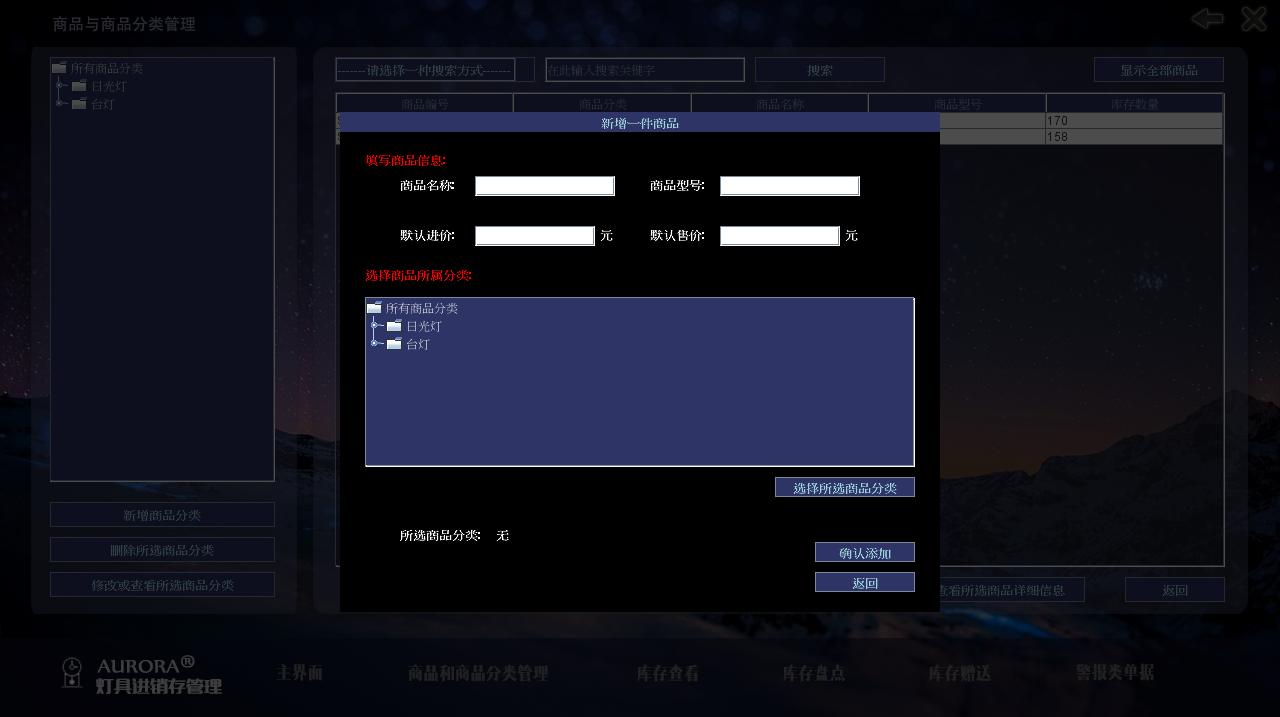 商品与商品分类管理
所有商品分类
日光灯
台灯
新增商品分类
删除所选商品分类
修改或查看所选商品分类
-------请选择一种搜索方式-------
在此输入搜索关键字
搜索
显示全部商品
商品编号 商品分类 商品名称 商品型号 库存数量
170
158
新增一件商品
填写商品信息:
商品名称: 商品型号:
默认进价: 元 默认售价: 元
选择商品所属分类:
所有商品分类
日光灯
台灯
选择所选商品分类
所选商品分类: 无
确认添加
返回
查看所选商品详细信息
返回
AURORA®
灯具进销存管理
主界面 商品和商品分类管理 库存查看 库存盘点 库存赠送 警报类单据